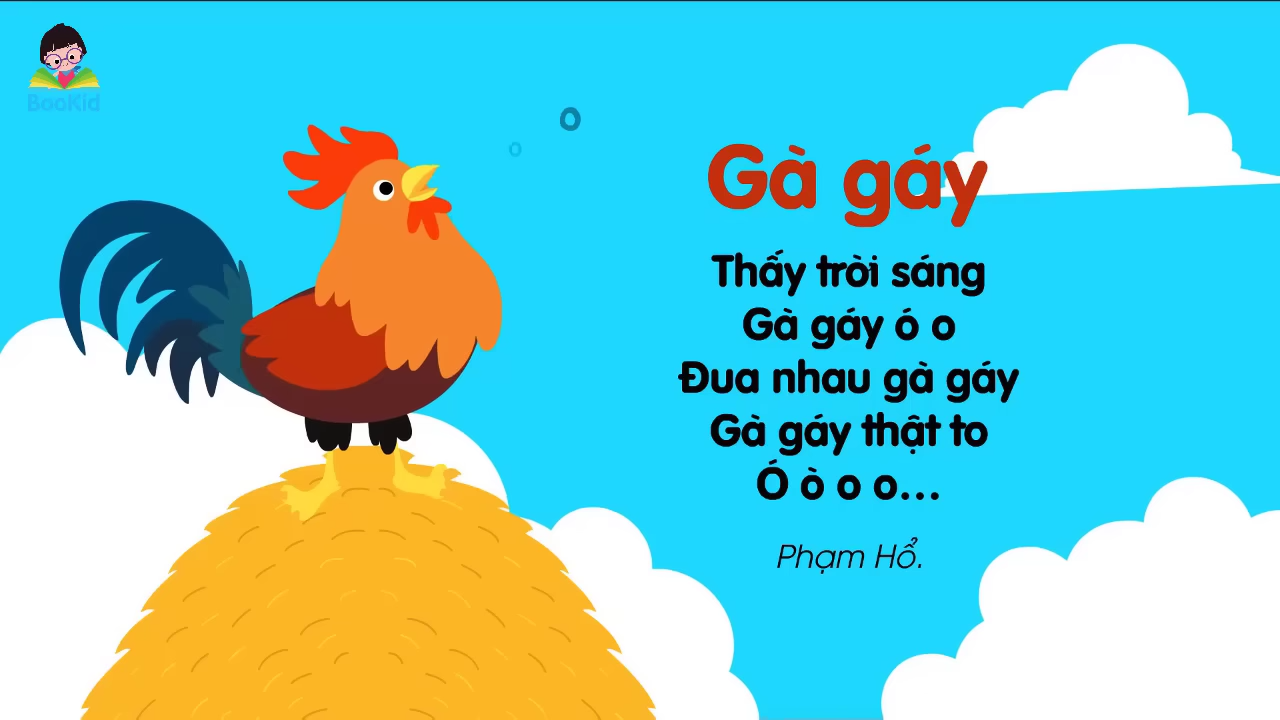 BooKid
o
o
Gà gáy
Thấy trời sáng
Gà gáy ó o
Đua nhau gà gáy
Gà gáy thật to
Ó ò o o...
Phạm Hổ.